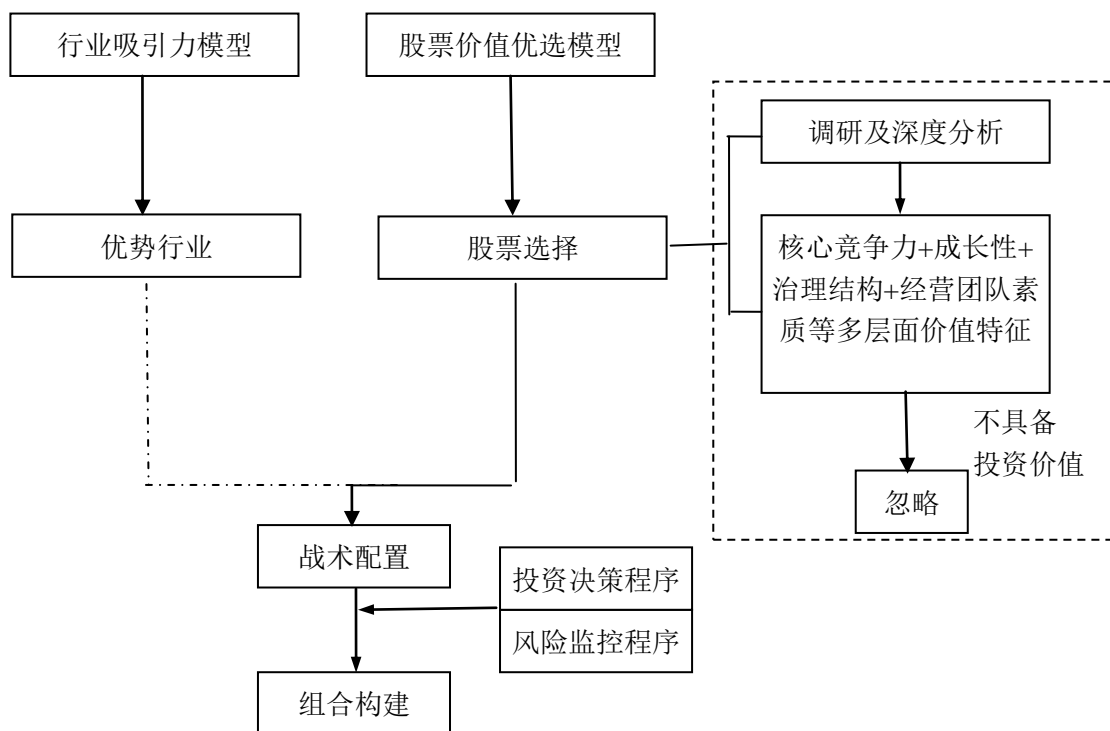 行业吸引力模型
股票价值优选模型
调研及深度分析
优势行业
股票选择
核心竞争力+成长性+
治理结构+经营团队素
质等多层面价值特征
不具备
投资价值
忽略
战术配置
投资决策程序
风险监控程序
组合构建